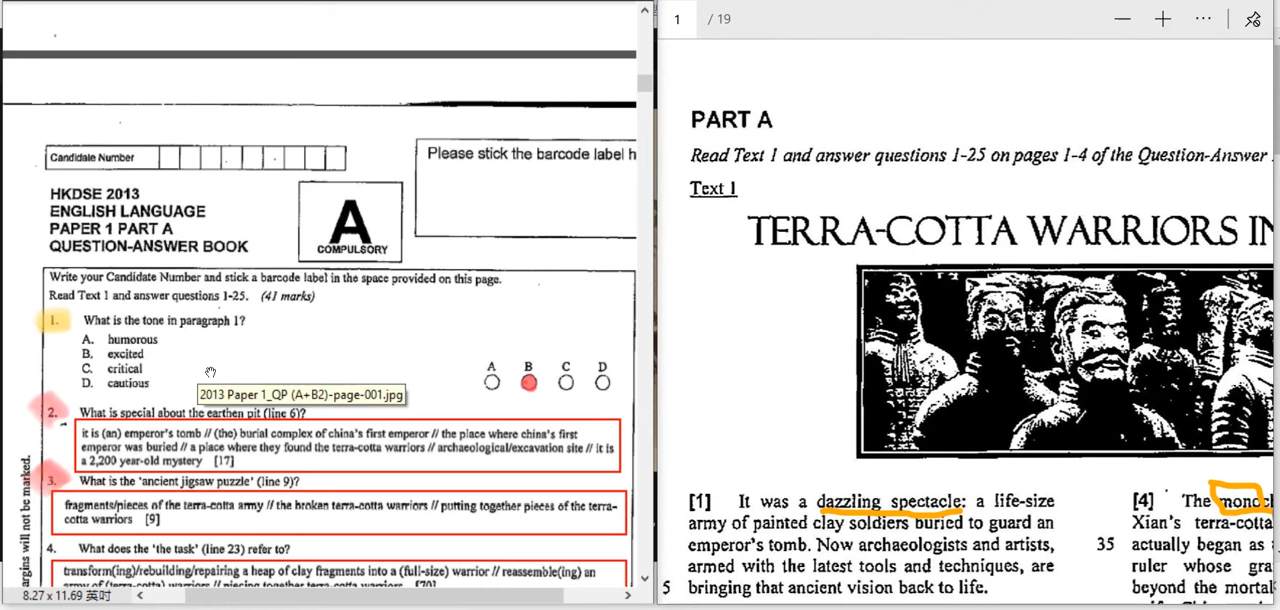 Candidate Number
Please stick the barcode label h
HKDSE 2013
ENGLISH LANGUAGE
PAPER 1 PART A
QUESTION-ANSWER BOOK
A
COMPULSORY
Write your Candidate Number and stick a barcode label in the space provided on this page.
Read Text 1 and answer questions 1-25. (41 marks)
1. What is the tone in paragraph 1?
A. humorous
B. excited
C. critical
D. cautious
A B C D
2013 Paper 1_QP (A+B2)-page-001.jpg
2. What is special about the earthen pit (line 6)?
it is (an) emperor's tomb // (the) burial complex of china's first emperor // the place where china's first
emperor was buried // a place where they found the terra-cotta warriors // archaeological/excavation site // it is
a 2,200 year-old mystery [17]
3. What is the 'ancient jigsaw puzzle' (line 9)?
fragments/pieces of the terra-cotta army // the broken terra-cotta warriors // putting together pieces of the terra-
cotta warriors [9]
4. What does the 'the task' (line 23) refer to?
transform(ing)/rebuilding/repairing a heap of clay fragments into a (full-size) warrior // reassemble(ing) an
army of (terra-cotta) warriors // piecing together terra-cotta warriors [20]
argins will not be marked.
8.27 x 11.69 英吋
1 / 19
PART A
Read Text 1 and answer questions 1-25 on pages 1-4 of the Question-Answer
Text 1
TERRA-COTTA WARRIORS IN
[1] It was a dazzling spectacle: a life-size
army of painted clay soldiers buried to guard an
emperor's tomb. Now archaeologists and artists,
armed with the latest tools and techniques, are
5 bringing that ancient vision back to life.
[4] The monoc
Xian's terra-cotta
35 actually began as
ruler whose gra
beyond the mortal